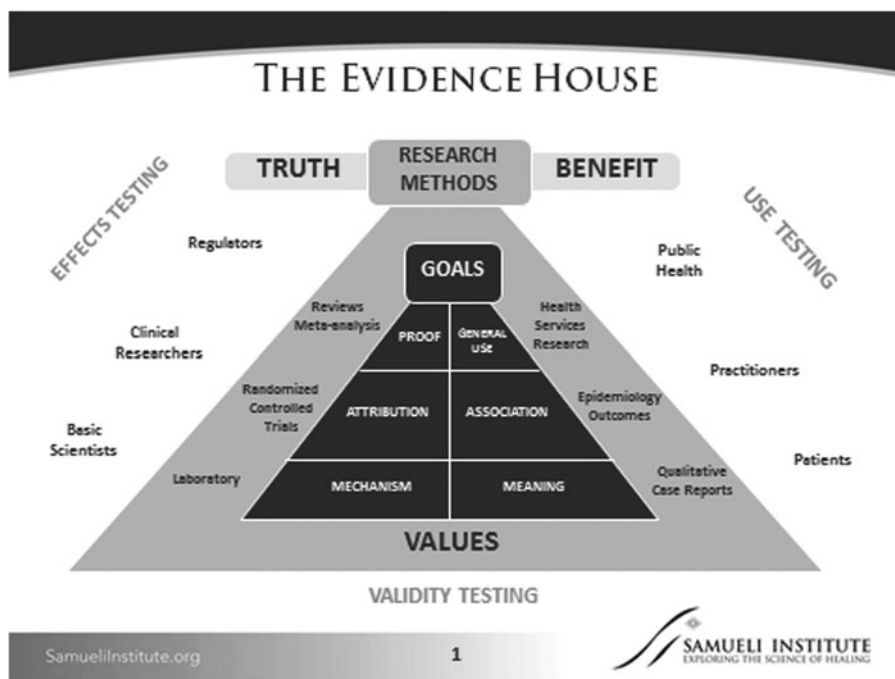 THE EVIDENCE HOUSE
TRUTH
RESEARCH
METHODS
BENEFIT
EFFECTS TESTING
USE TESTING
Regulators
Public
Health
GOALS
Reviews
Meta-analysis
Health
Services
Research
PROOF
GENERAL
USE
Clinical
Researchers
Practitioners
Randomized
Controlled
Trials
ATTRIBUTION
ASSOCIATION
Epidemiology
Outcomes
Basic
Scientists
Patients
Laboratory
MECHANISM
MEANING
Qualitative
Case Reports
VALUES
VALIDITY TESTING
SamueliInstitute.org
1
SAMUELI INSTITUTE
EXPLORING THE SCIENCE OF HEALING